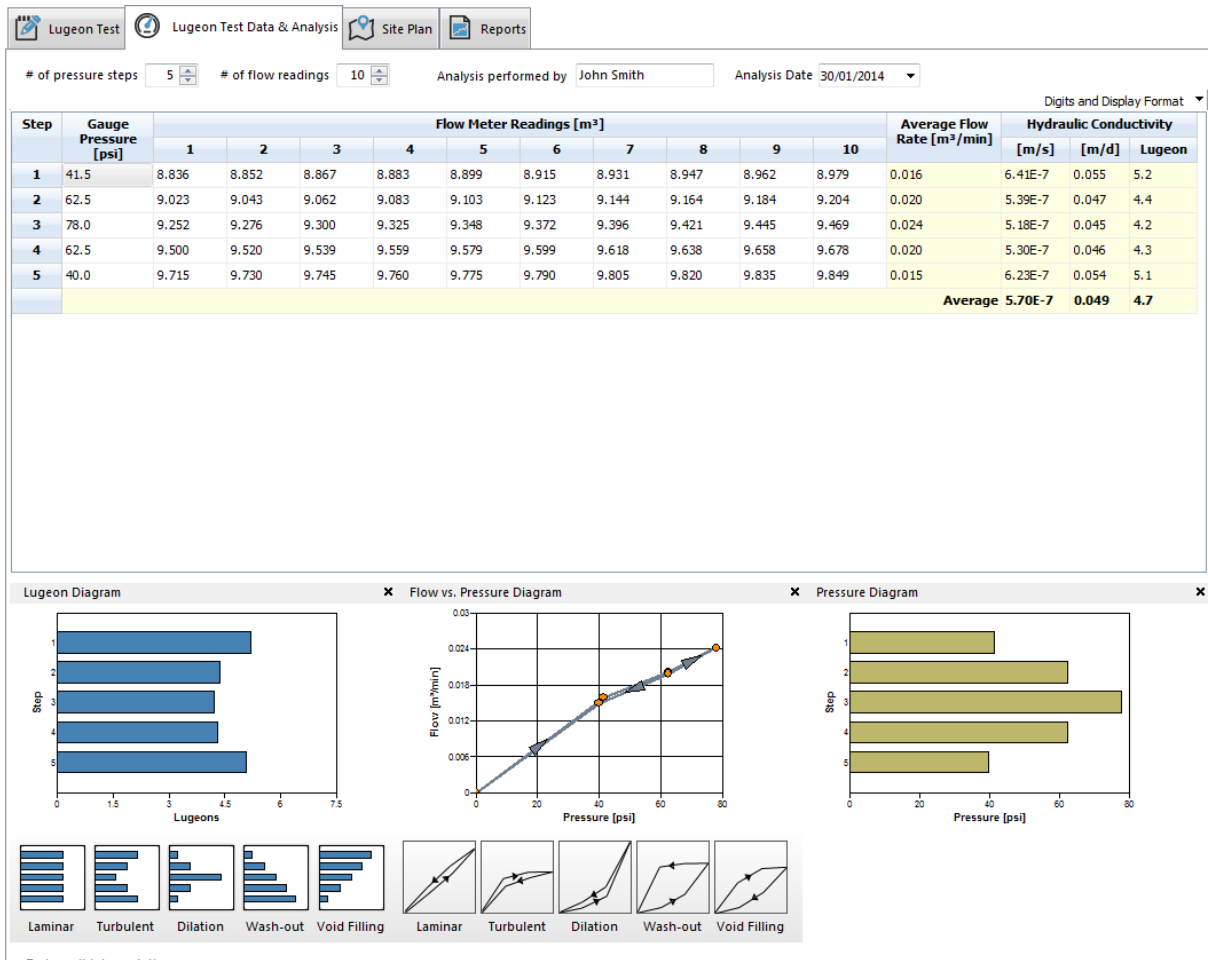 Lugeon Test Lugeon Test Data & Analysis Site Plan Reports
# of pressure steps 5 # of flow readings 10 Analysis performed by John Smith Analysis Date 30/01/2014
Digits and Display Format
Step Gauge Pressure [psi] Flow Meter Readings [m³] Average Flow Rate [m³/min] Hydraulic Conductivity
1 2 3 4 5 6 7 8 9 10 [m/s] [m/d] Lugeon
1 41.5 8.836 8.852 8.867 8.883 8.899 8.915 8.931 8.947 8.962 8.979 0.016 6.41E-7 0.055 5.2
2 62.5 9.023 9.043 9.062 9.083 9.103 9.123 9.144 9.164 9.184 9.204 0.020 5.39E-7 0.047 4.4
3 78.0 9.252 9.276 9.300 9.325 9.348 9.372 9.396 9.421 9.445 9.469 0.024 5.18E-7 0.045 4.2
4 62.5 9.500 9.520 9.539 9.559 9.579 9.599 9.618 9.638 9.658 9.678 0.020 5.30E-7 0.046 4.3
5 40.0 9.715 9.730 9.745 9.760 9.775 9.790 9.805 9.820 9.835 9.849 0.015 6.23E-7 0.054 5.1
Average 5.70E-7 0.049 4.7
Lugeon Diagram
Step
1
2
3
4
5
0 1.5 3 4.5 6 7.5
Lugeons
Flow vs. Pressure Diagram
Flow [m³/min]
0.03
0.024
0.018
0.012
0.006
0
0 20 40 60 80
Pressure [psi]
Pressure Diagram
Step
1
2
3
4
5
0 20 40 60 80
Pressure [psi]
Laminar Turbulent Dilation Wash-out Void Filling
Laminar Turbulent Dilation Wash-out Void Filling